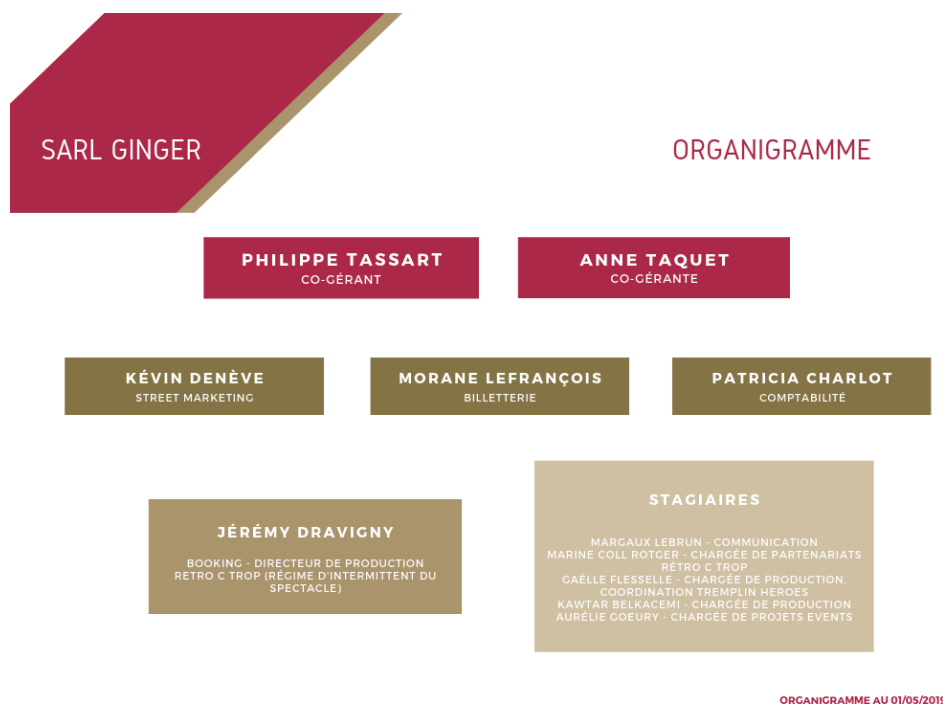 SARL GINGER
ORGANIGRAMME
PHILIPPE TASSART
CO-GÉRANT
ANNE TAQUET
CO-GÉRANTE
KÉVIN DENÈVE
STREET MARKETING
MORANE LEFRANÇOIS
BILLETTERIE
PATRICIA CHARLOT
COMPTABILITÉ
JÉRÉMY DRAVIGNY
BOOKING - DIRECTEUR DE PRODUCTION
RETRO C TROP (RÉGIME D'INTERMITTENT DU
SPECTACLE)
STAGIAIRES
MARGAUX LEBRUN - COMMUNICATION
MARINE COLL ROTGER - CHARGÉE DE PARTENARIATS
RÉTRO C TROP
GAËLLE FLESSELLE - CHARGÉE DE PRODUCTION,
COORDINATION TREMPLIN HEROES
KAWTAR BELKACEMI - CHARGÉE DE PRODUCTION
AURÉLIE GOEURY - CHARGÉE DE PROJETS EVENTS
ORGANIGRAMME AU 01/05/2019